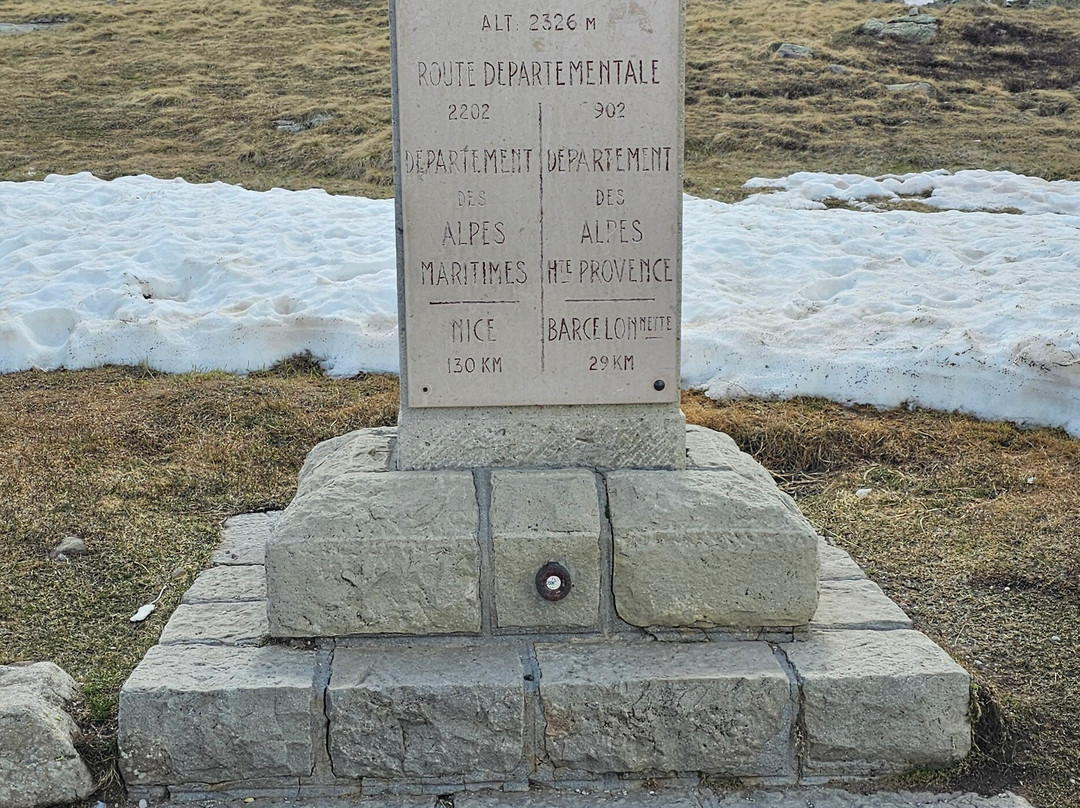 ALT. 2326 M
ROUTE DEPARTEMENTALE
2202
DEPARTEMENT
DES
ALPES
MARITIMES
NICE
130 KM
902
DEPARTEMENT
DES
ALPES
HTE PROVENCE
BARCELONNETTE
29 KM